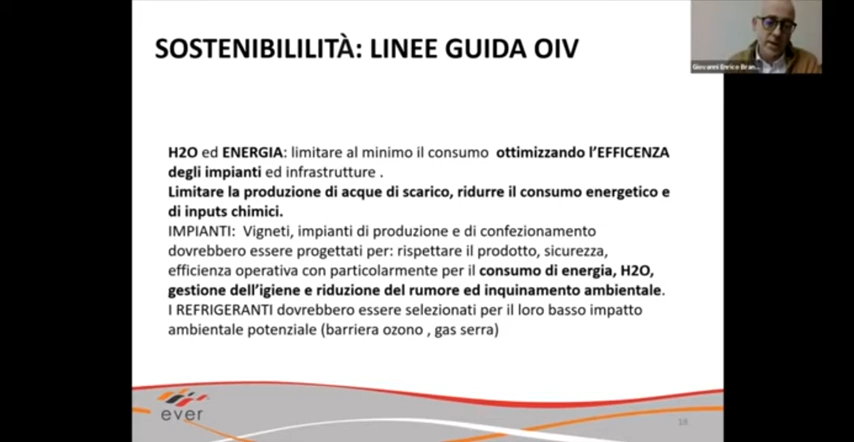 SOSTENIBILILITÀ: LINEE GUIDA OIV
Giovanni Enrico Bran...
H2O ed ENERGIA: limitare al minimo il consumo ottimizzando l'EFFICENZA
degli impianti ed infrastrutture .
Limitare la produzione di acque di scarico, ridurre il consumo energetico e
di inputs chimici.
IMPIANTI: Vigneti, impianti di produzione e di confezionamento
dovrebbero essere progettati per: rispettare il prodotto, sicurezza,
efficienza operativa con particolarmente per il consumo di energia, H2O,
gestione dell'igiene e riduzione del rumore ed inquinamento ambientale.
I REFRIGERANTI dovrebbero essere selezionati per il loro basso impatto
ambientale potenziale (barriera ozono , gas serra)
ever
18